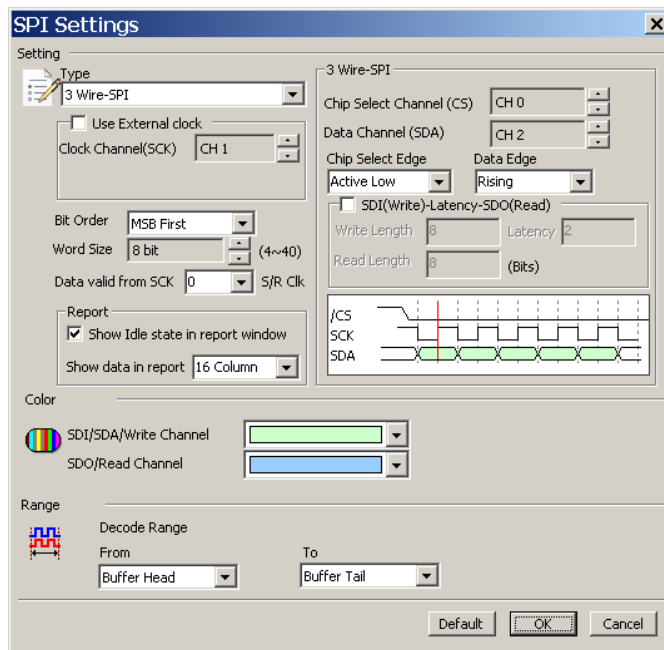 SPI Settings
Setting
Type
3 Wire-SPI
Use External clock
Clock Channel(SCK) CH 1
Bit Order MSB First
Word Size 8 bit (4~40)
Data valid from SCK 0 S/R Clk
Report
Show Idle state in report window
Show data in report 16 Column
3 Wire-SPI
Chip Select Channel (CS) CH 0
Data Channel (SDA) CH 2
Chip Select Edge Data Edge
Active Low Rising
SDI(Write)-Latency-SDO(Read)
Write Length 8 Latency 2
Read Length 8 (Bits)
/CS
SCK
SDA
Color
SDI/SDA/Write Channel
SDO/Read Channel
Range
Decode Range
From To
Buffer Head Buffer Tail
Default OK Cancel